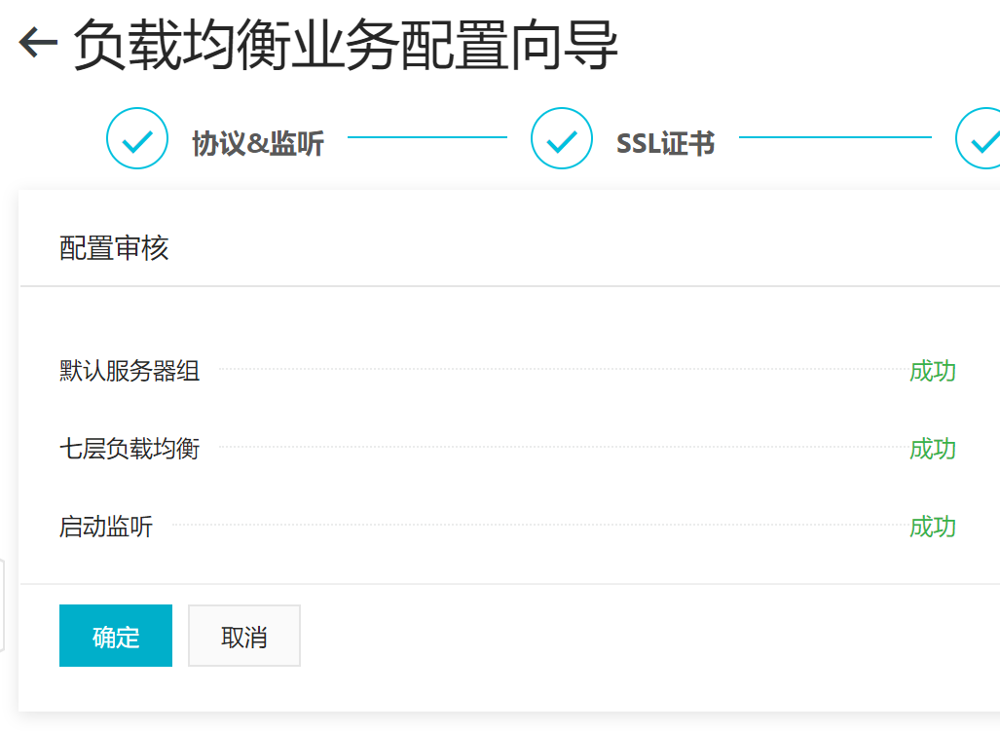 负载均衡业务配置向导
协议&监听 SSL证书
配置审核
默认服务器组 成功
七层负载均衡 成功
启动监听 成功
确定 取消